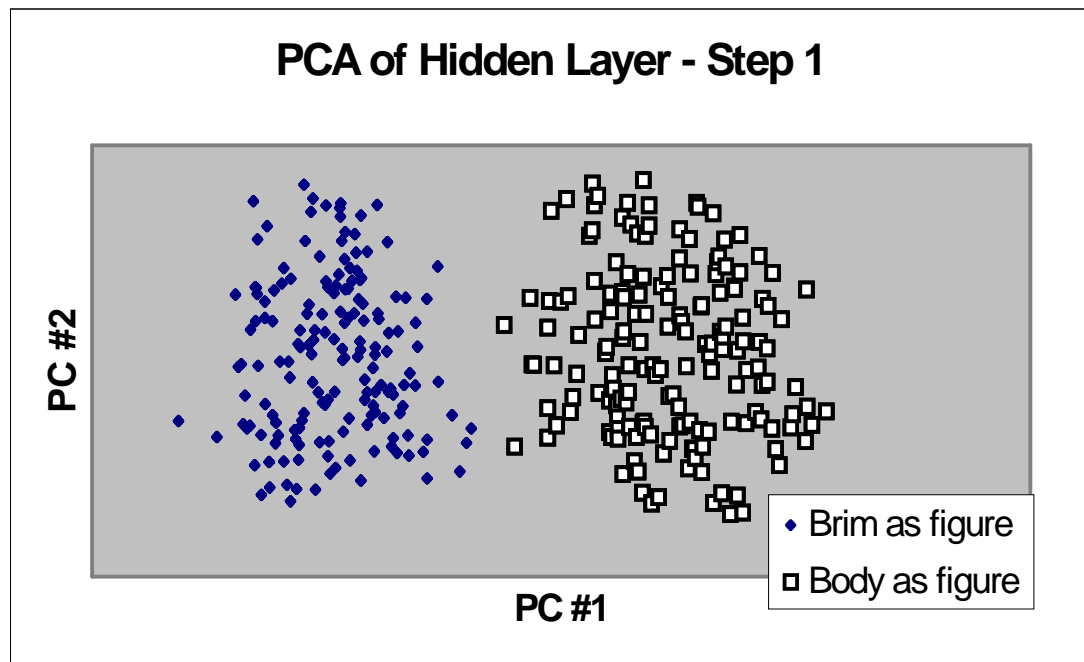 PCA of Hidden Layer - Step 1
PC #2
Brim as figure
Body as figure
PC #1